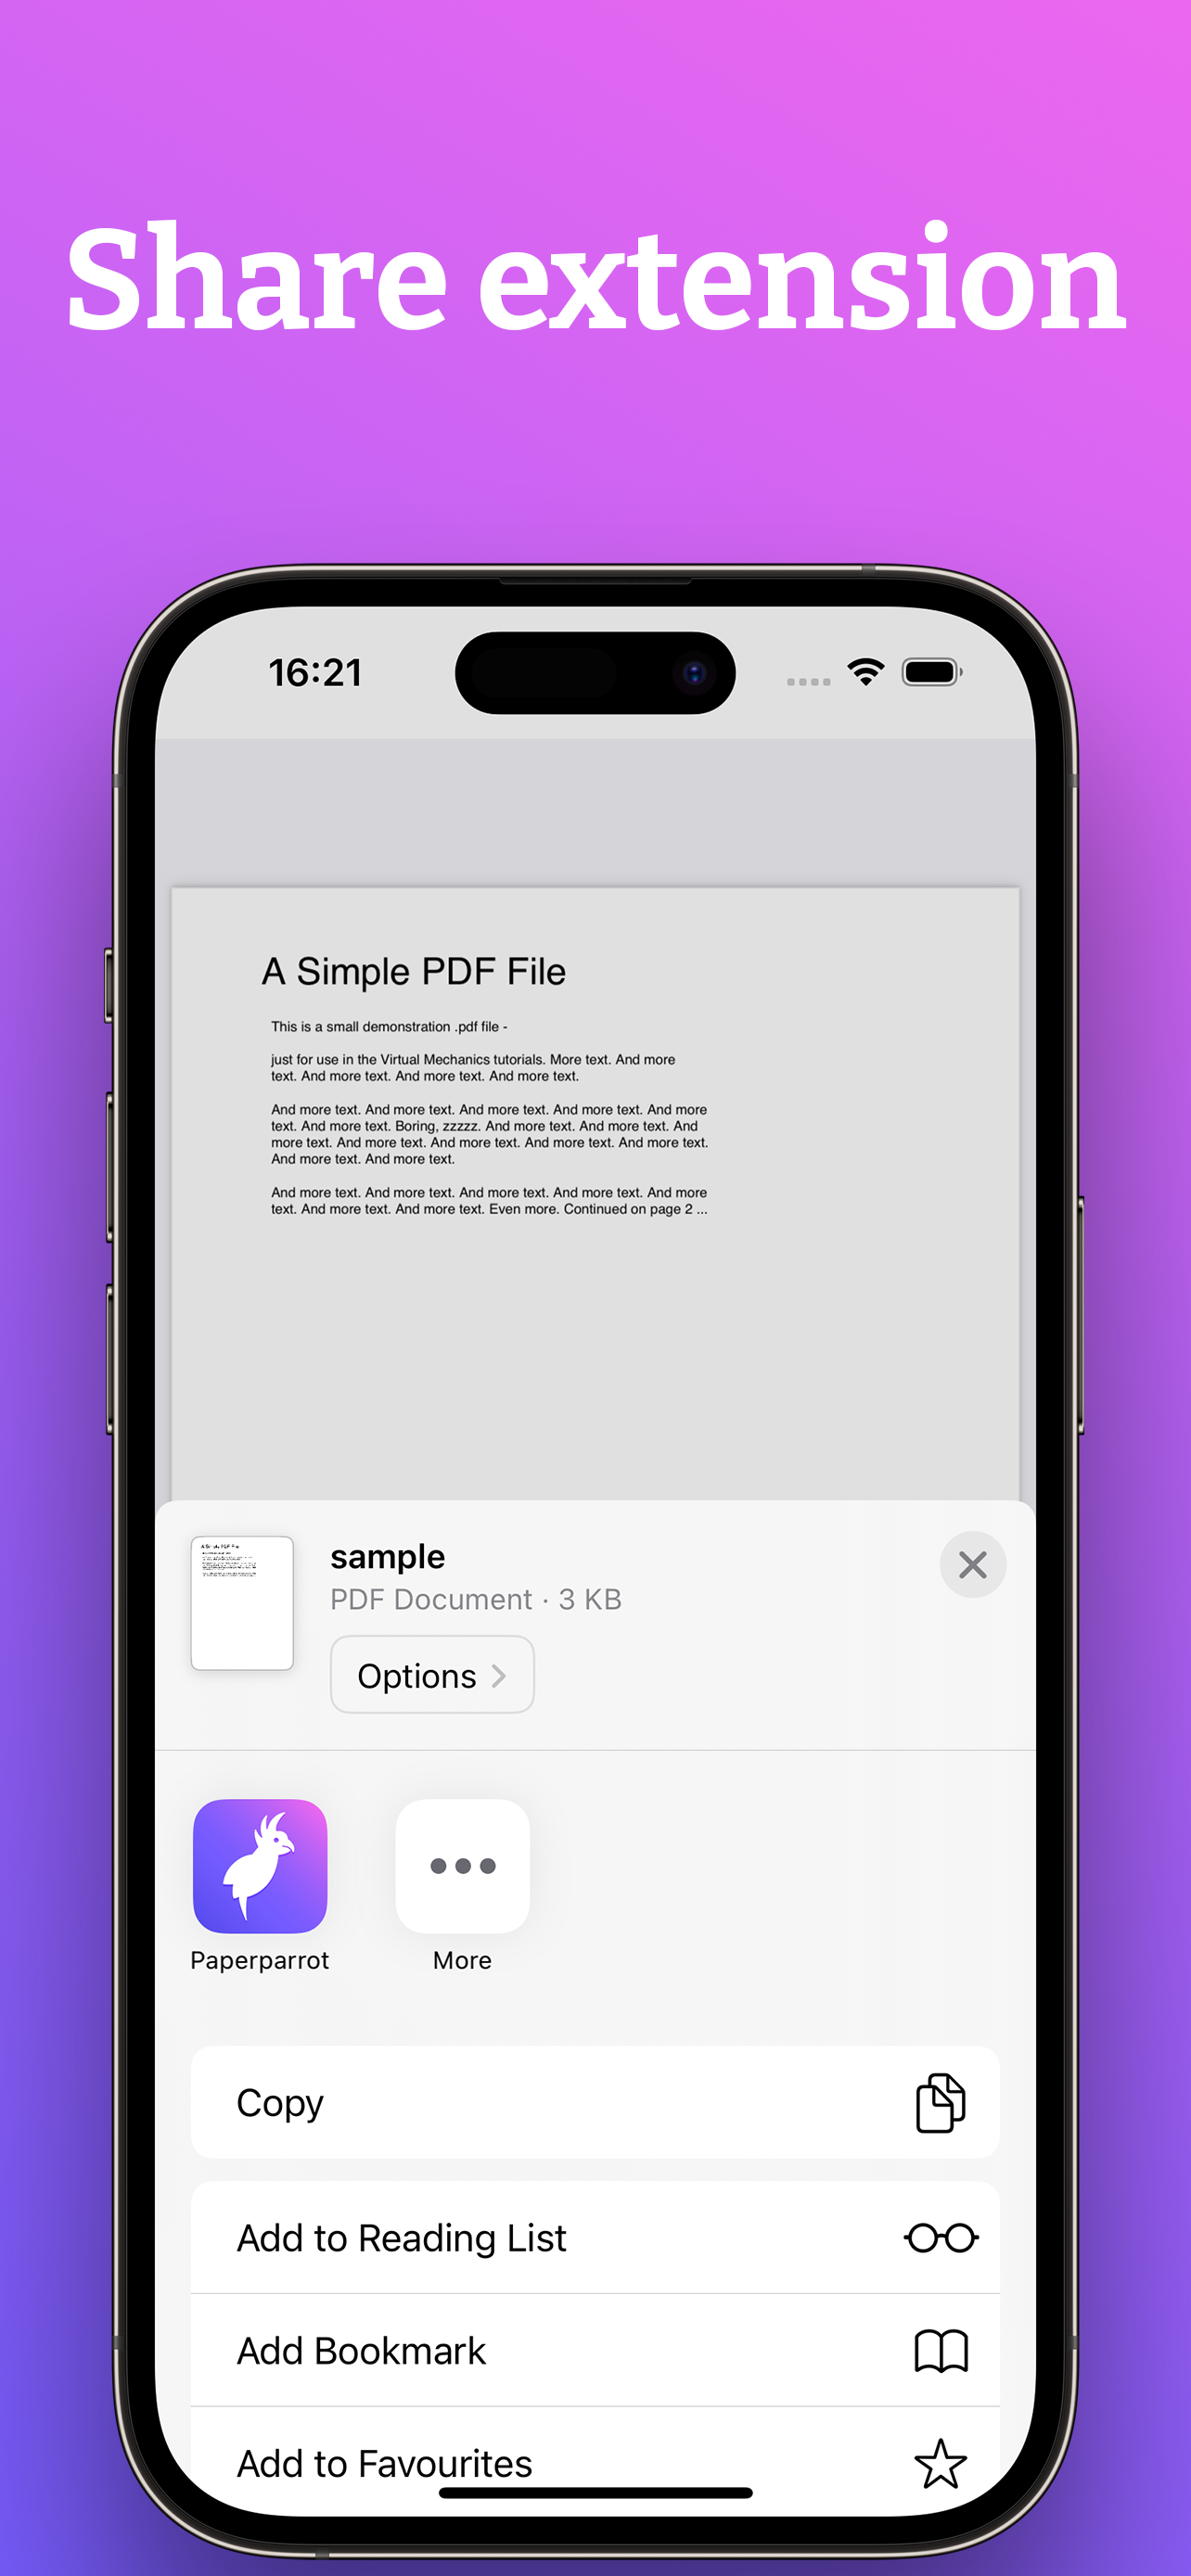 Share extension
16:21
A Simple PDF File
This is a small demonstration .pdf file -
just for use in the Virtual Mechanics tutorials. More text. And more
text. And more text. And more text. And more text.
And more text. And more text. And more text. And more text. And more
text. And more text. Boring, zzzzz. And more text. And more text. And
more text. And more text. And more text. And more text. And more text.
And more text. And more text.
And more text. And more text. And more text. And more text. And more
text. And more text. And more text. Even more. Continued on page 2 ...
sample
PDF Document · 3 KB
Options
Paperparrot
More
Copy
Add to Reading List
Add Bookmark
Add to Favourites